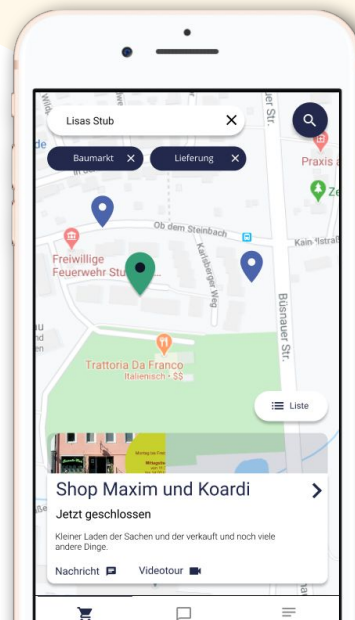 Lisas Stub
Baumarkt
Lieferung
Praxis
Ob dem Steinbach
Freiwillige
Feuerwehr Stu
Karlsberger Weg
Büsnauer Str.
Trattoria Da Franco
Italienisch • $$
Liste
Shop Maxim und Koardi
Jetzt geschlossen
Kleiner Laden der Sachen und der verkauft und noch viele
andere Dinge.
Nachricht
Videotour